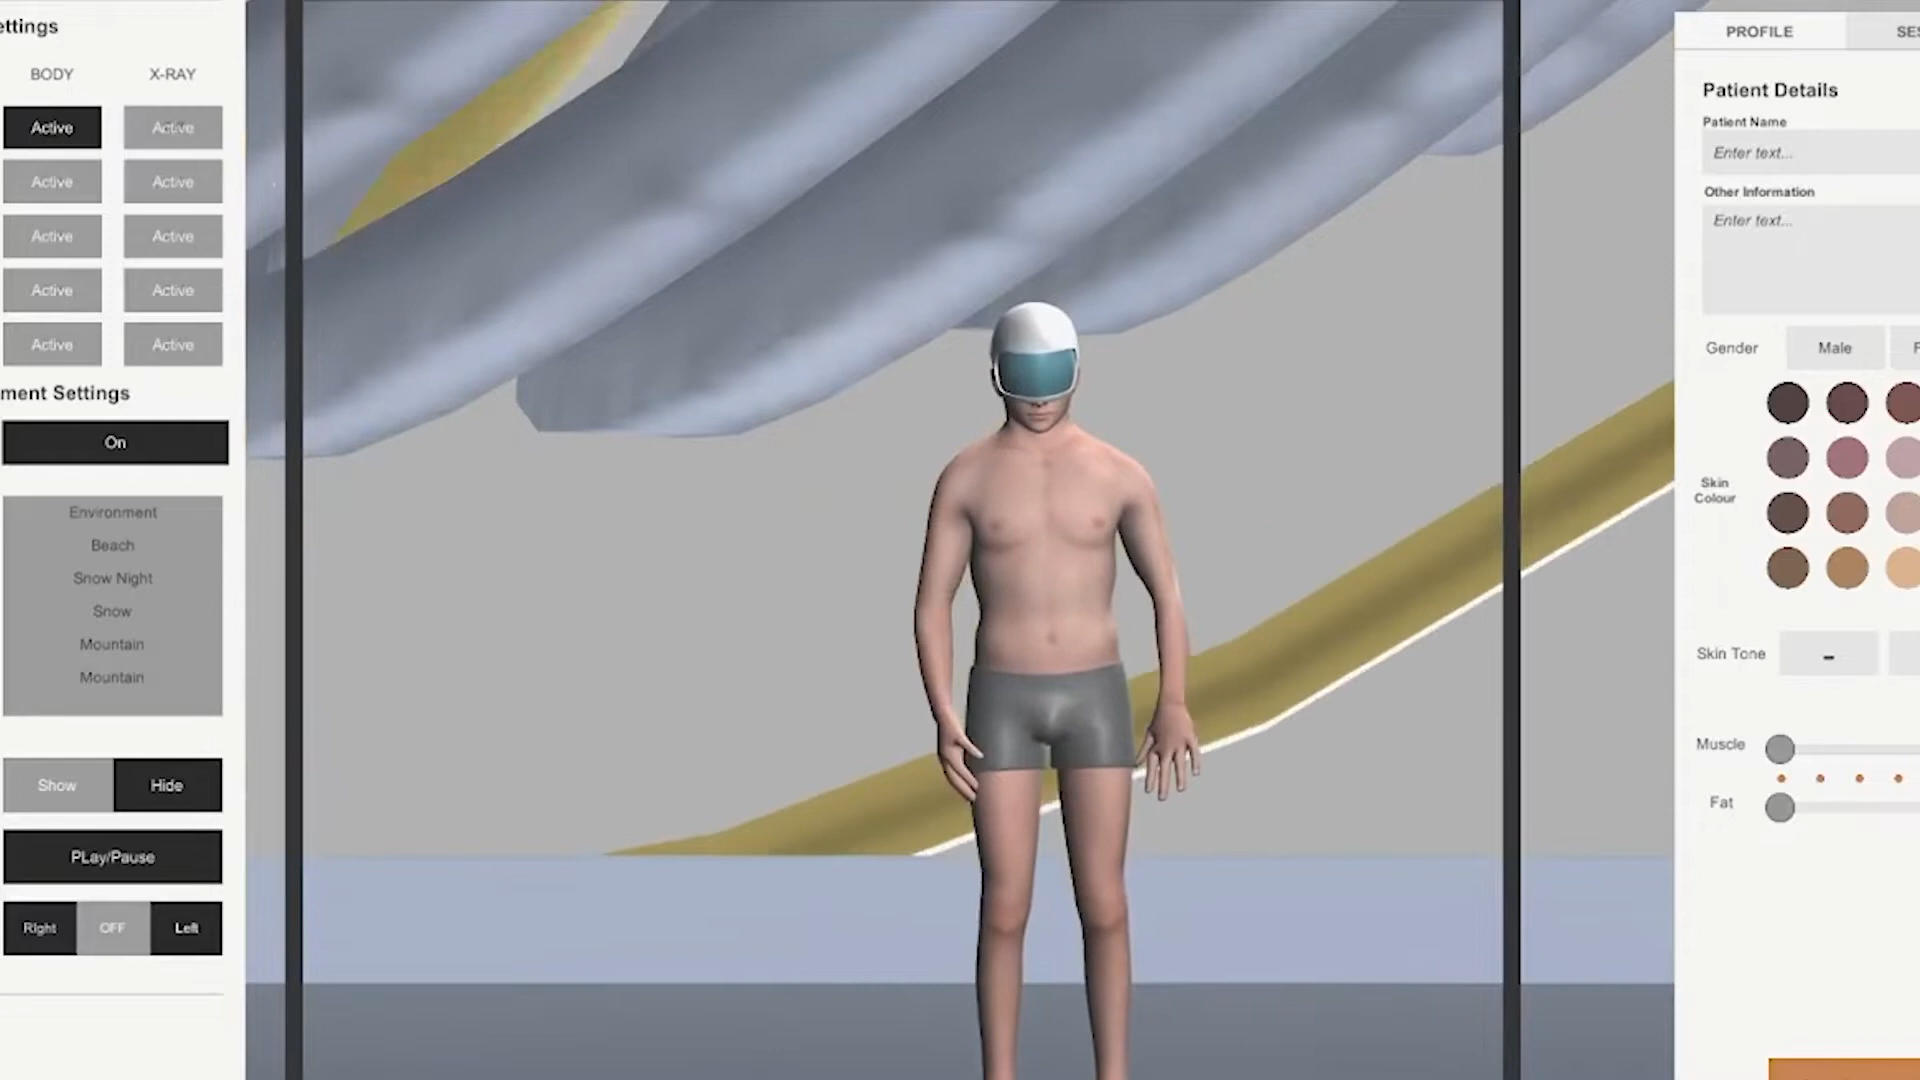 ettings
BODY X-RAY
Active Active
Active Active
Active Active
Active Active
Active Active
ment Settings
On
Environment
Beach
Snow Night
Snow
Mountain
Mountain
Show Hide
PLay/Pause
RIght OFF Left
PROFILE SES
Patient Details
Patient Name
Enter text...
Other Information
Enter text...
Gender Male F
Skin
Colour
Skin Tone -
Muscle
Fat